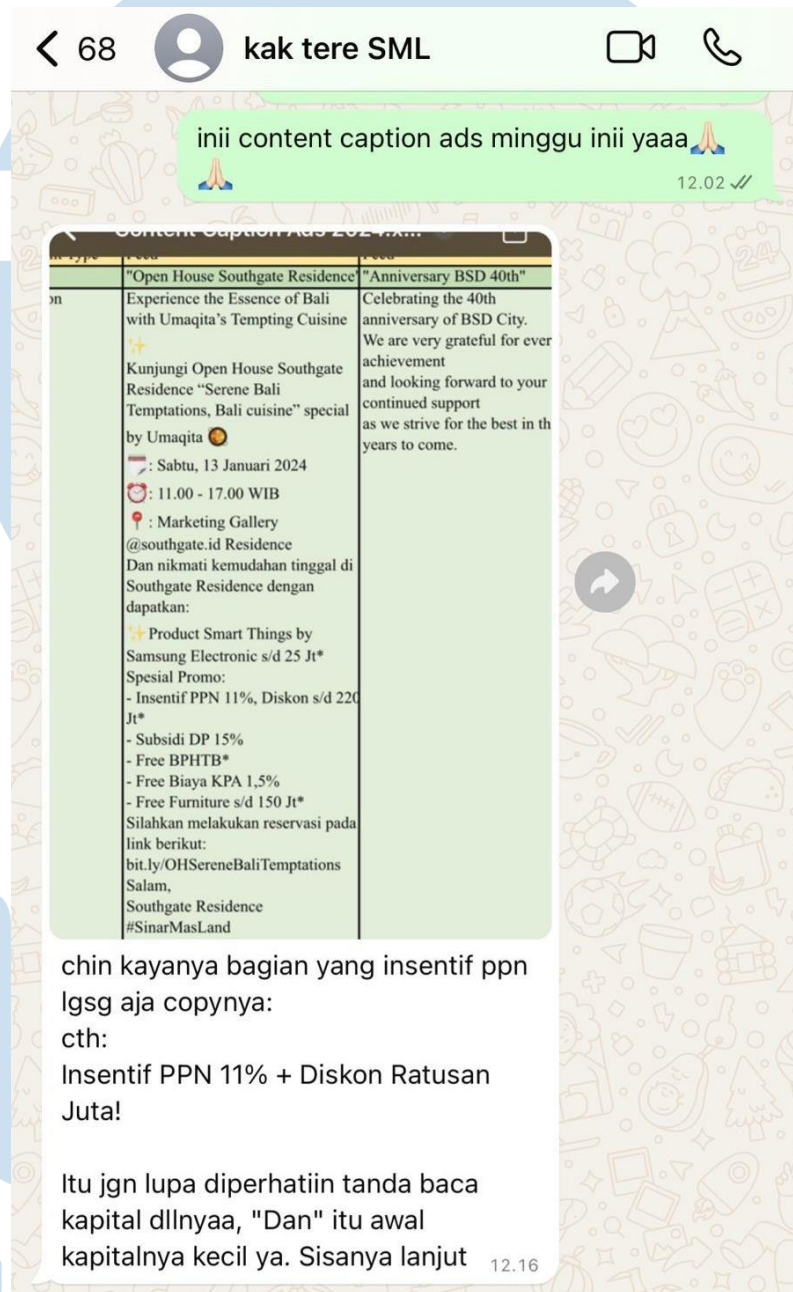 68 kak tere SML
inii content caption ads minggu inii yaaa🙏🏻
🙏🏻
12.02
Content Caption Ads 2024.x...
"Open House Southgate Residence" "Anniversary BSD 40th"
on
Experience the Essence of Bali
with Umaqita's Tempting Cuisine
✨
Kunjungi Open House Southgate
Residence “Serene Bali
Temptations, Bali cuisine” special
by Umaqita 🥘
🗓️: Sabtu, 13 Januari 2024
⏰: 11.00 - 17.00 WIB
📍: Marketing Gallery
@southgate.id Residence
Dan nikmati kemudahan tinggal di
Southgate Residence dengan
dapatkan:
✨ Product Smart Things by
Samsung Electronic s/d 25 Jt*
Spesial Promo:
- Insentif PPN 11%, Diskon s/d 220
Jt*
- Subsidi DP 15%
- Free BPHTB*
- Free Biaya KPA 1,5%
- Free Furniture s/d 150 Jt*
Silahkan melakukan reservasi pada
link berikut:
bit.ly/OHSereneBaliTemptations
Salam,
Southgate Residence
#SinarMasLand
Celebrating the 40th
anniversary of BSD City.
We are very grateful for ever
achievement
and looking forward to your
continued support
as we strive for the best in th
years to come.
chin kayanya bagian yang insentif ppn
lgsg aja copynya:
cth:
Insentif PPN 11% + Diskon Ratusan
Juta!
Itu jgn lupa diperhatiin tanda baca
kapital dllnyaa, "Dan" itu awal
kapitalnya kecil ya. Sisanya lanjut
12.16